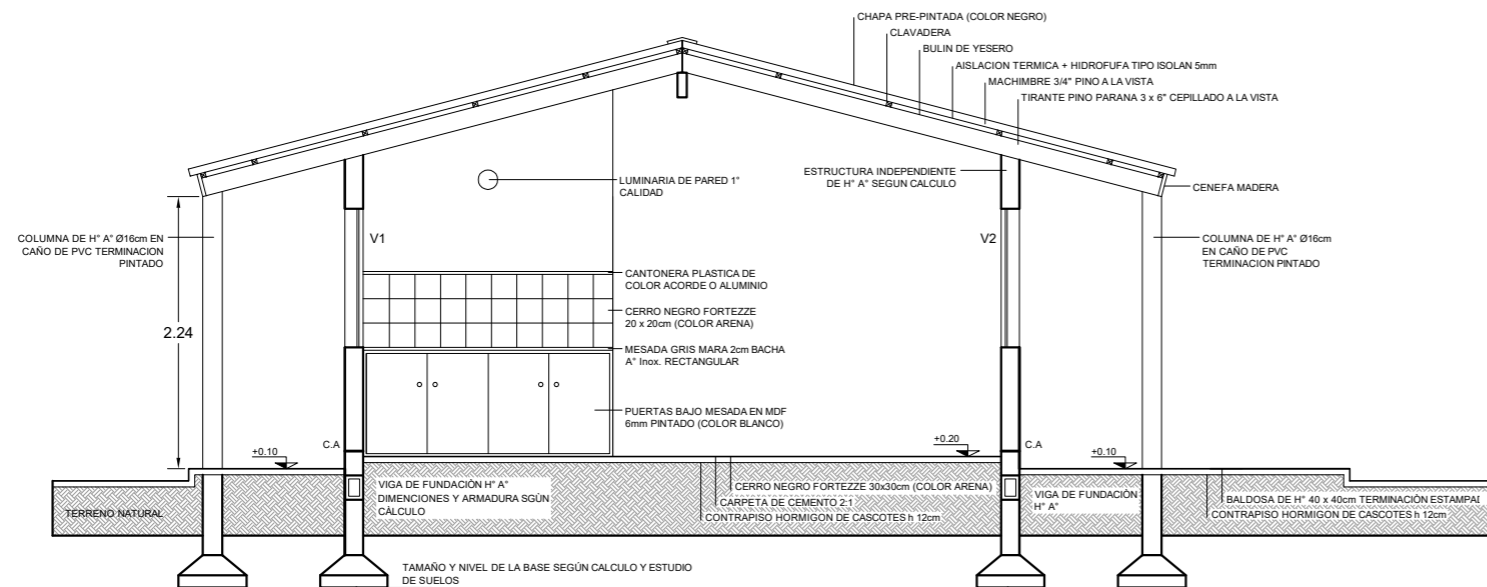 CHAPA PRE-PINTADA (COLOR NEGRO)
CLAVADERA
BULIN DE YESERO
AISLACION TERMICA + HIDROFUFA TIPO ISOLAN 5mm
MACHIMBRE 3/4" PINO A LA VISTA
TIRANTE PINO PARANA 3 x 6" CEPILLADO A LA VISTA
LUMINARIA DE PARED 1°
CALIDAD
ESTRUCTURA INDEPENDIENTE
DE H° A° SEGUN CALCULO
CENEFA MADERA
COLUMNA DE H° A° Ø16cm EN
CAÑO DE PVC TERMINACION
PINTADO
V1
V2
COLUMNA DE H° A° Ø16cm
EN CAÑO DE PVC
TERMINACION PINTADO
CANTONERA PLASTICA DE
COLOR ACORDE O ALUMINIO
2.24
CERRO NEGRO FORTEZZE
20 x 20cm (COLOR ARENA)
MESADA GRIS MARA 2cm BACHA
A° Inox. RECTANGULAR
PUERTAS BAJO MESADA EN MDF
6mm PINTADO (COLOR BLANCO)
+0.10
C.A
+0.20
C.A
+0.10
TERRENO NATURAL
VIGA DE FUNDACIÒN H° A°
DIMENCIONES Y ARMADURA SGÙN
CÀLCULO
CERRO NEGRO FORTEZZE 30x30cm (COLOR ARENA)
CARPETA DE CEMENTO 2:1
CONTRAPISO HORMIGON DE CASCOTES h 12cm
VIGA DE FUNDACIÒN
H° A°
BALDOSA DE H° 40 x 40cm TERMINACIÓN ESTAMPAD
CONTRAPISO HORMIGON DE CASCOTES h 12cm
TAMAÑO Y NIVEL DE LA BASE SEGÚN CALCULO Y ESTUDIO
DE SUELOS